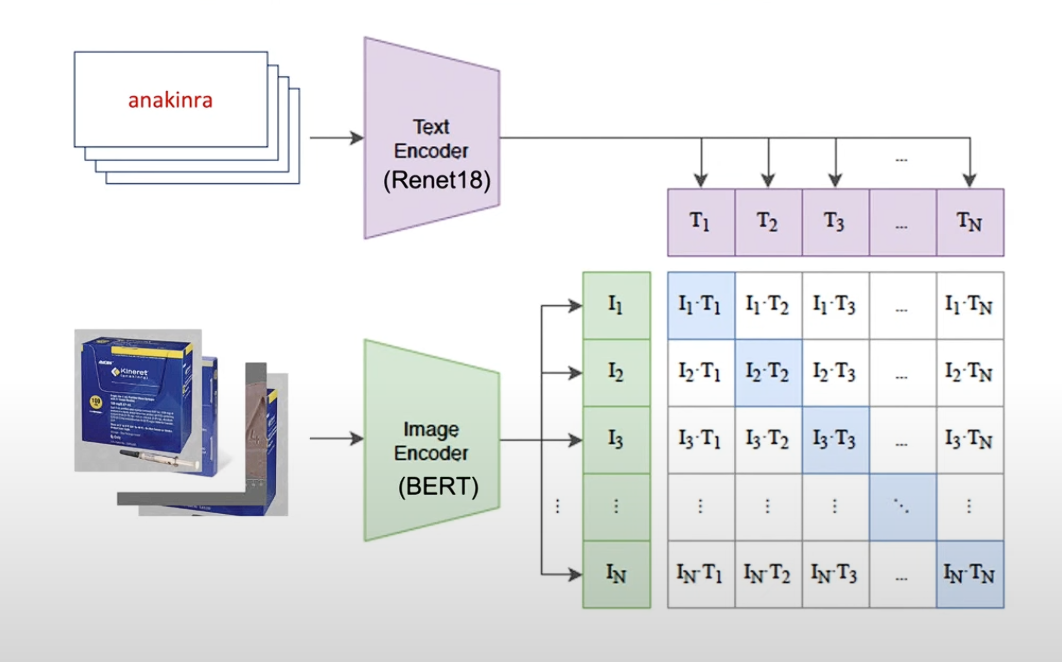 anakinra
Text
Encoder
(Renet18)
...
T1 T2 T3 ... TN
Kineret
100
Image
Encoder
(BERT)
I1 I1·T1 I1·T2 I1·T3 ... I1·TN
I2 I2·T1 I2·T2 I2·T3 ... I2·TN
I3 I3·T1 I3·T2 I3·T3 ... I3·TN
⋮ ⋮ ⋮ ⋮ ⋮ ⋱ ⋮
IN IN·T1 IN·T2 IN·T3 ... IN·TN